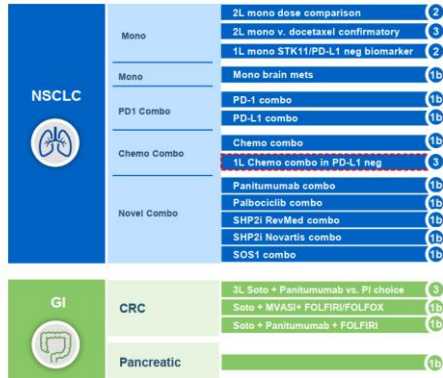 NSCLC
Mono
2L mono dose comparison 2
2L mono v. docetaxel confirmatory 3
1L mono STK11/PD-L1 neg biomarker 2
Mono
Mono brain mets 1b
PD1 Combo
PD-1 combo 1b
PD-L1 combo 1b
Chemo Combo
Chemo combo 1b
1L Chemo combo in PD-L1 neg 3
Novel Combo
Panitumumab combo 1b
Palbociclib combo 1b
SHP2i RevMed combo 1b
SHP2i Novartis combo 1b
SOS1 combo 1b
GI
CRC
3L Soto + Panitumumab vs. PI choice 3
Soto + MVASI+ FOLFIRI/FOLFOX 1b
Soto + Panitumumab + FOLFIRI 1b
Pancreatic
1b